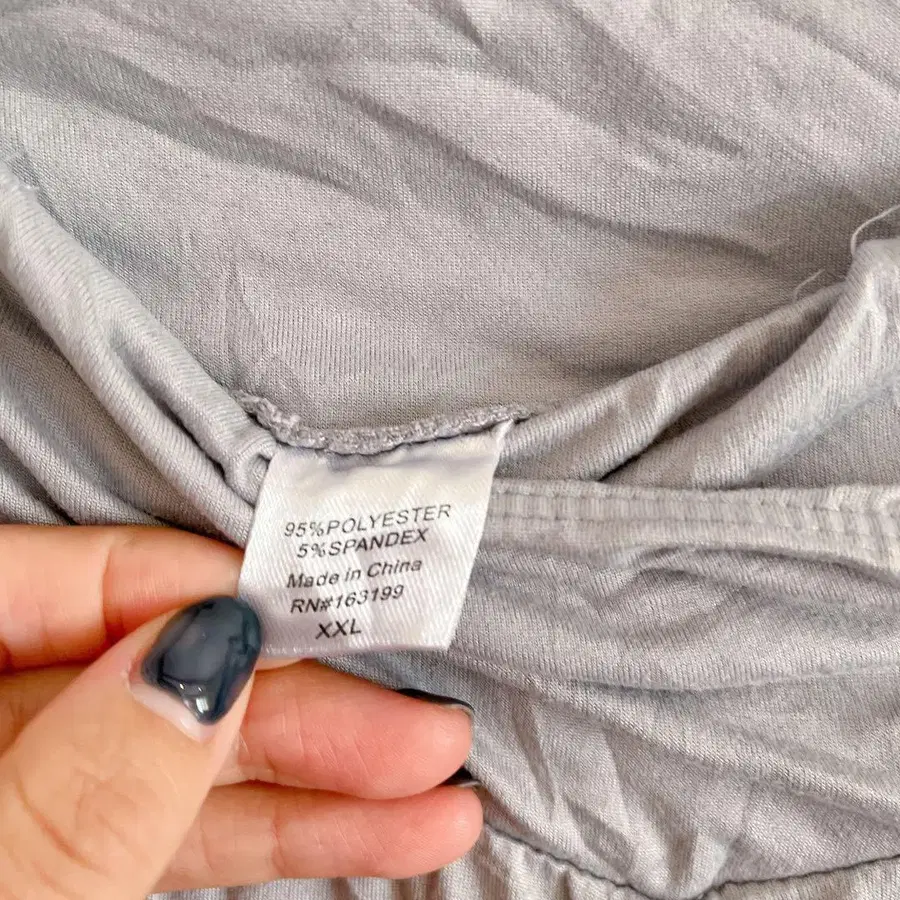 95%POLYESTER
5%SPANDEX
Made in China
RN#163199
XXL